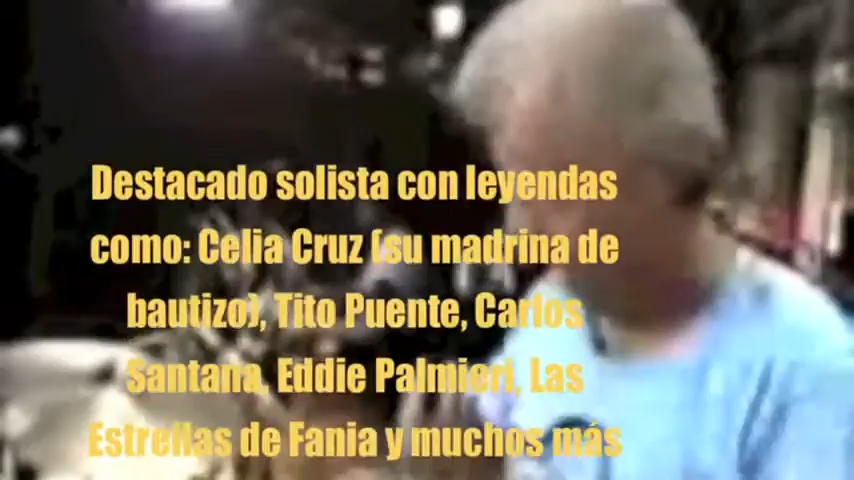 Destacado solista con leyendas
como: Celia Cruz (su madrina de
bautizo), Tito Puente, Carlos
Santana, Eddie Palmieri, Las
Estrellas de Fania y muchos más